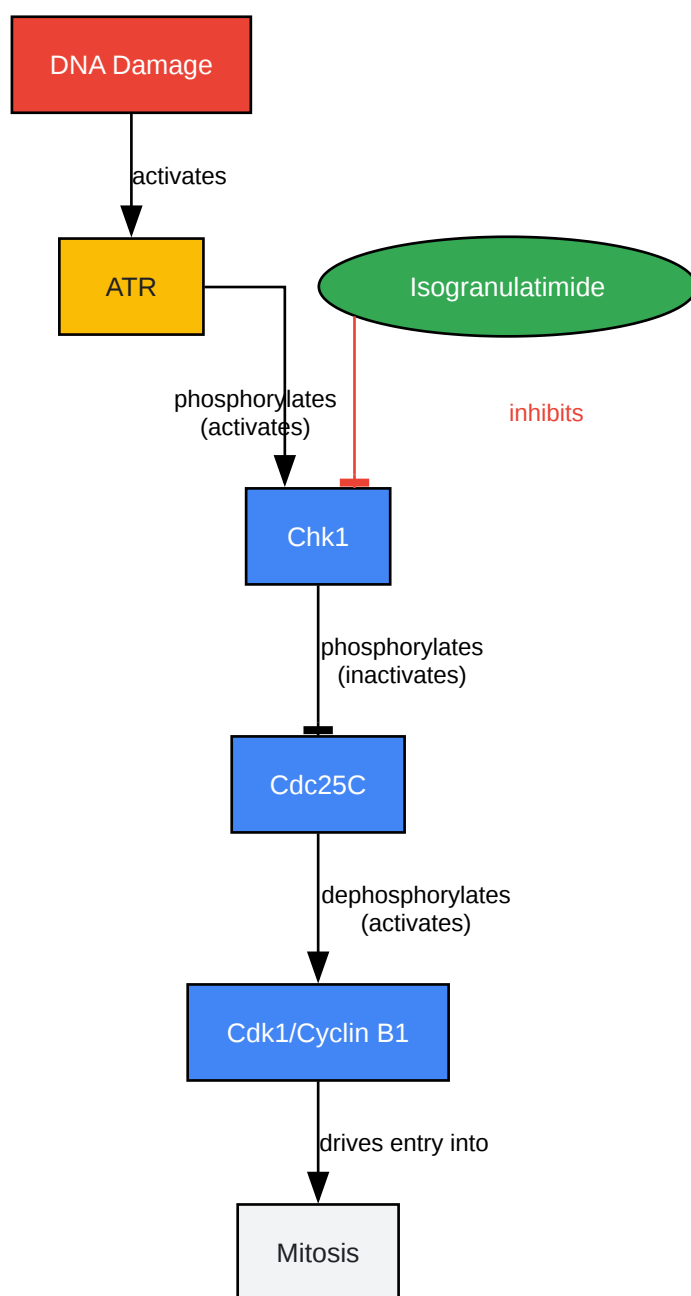 DNA Damage
activates
ATR
Isogranulatimide
phosphorylates
(activates)
inhibits
Chk1
phosphorylates
(inactivates)
Cdc25C
dephosphorylates
(activates)
Cdk1/Cyclin B1
drives entry into
Mitosis